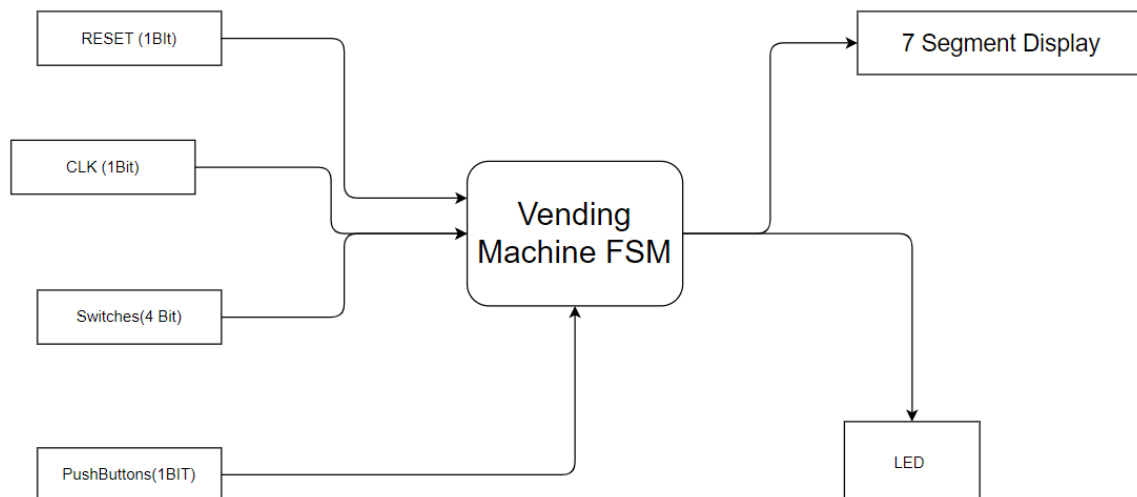 RESET (1BIt)
7 Segment Display
CLK (1Bit)
Vending
Machine FSM
Switches(4 Bit)
PushButtons(1BIT)
LED